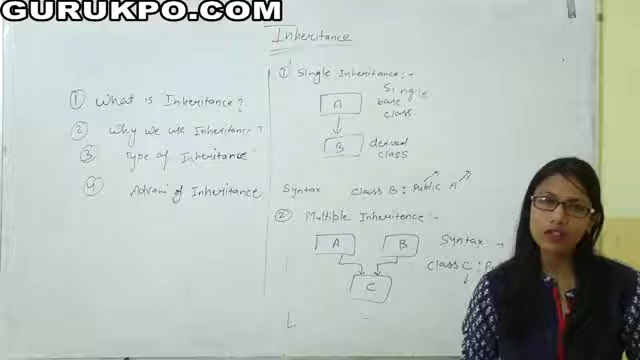 GURUKPO.COM
Inheritance
① What is Inheritance?
② Why we use Inheritance?
③ Type of Inheritance
④ Advan. of Inheritance
① Single Inheritance :-
A
Single
base
class
B
derived
class
Syntax class B : Public A
② Multiple Inheritence :-
A B
C
Syntax -
class C : P
L